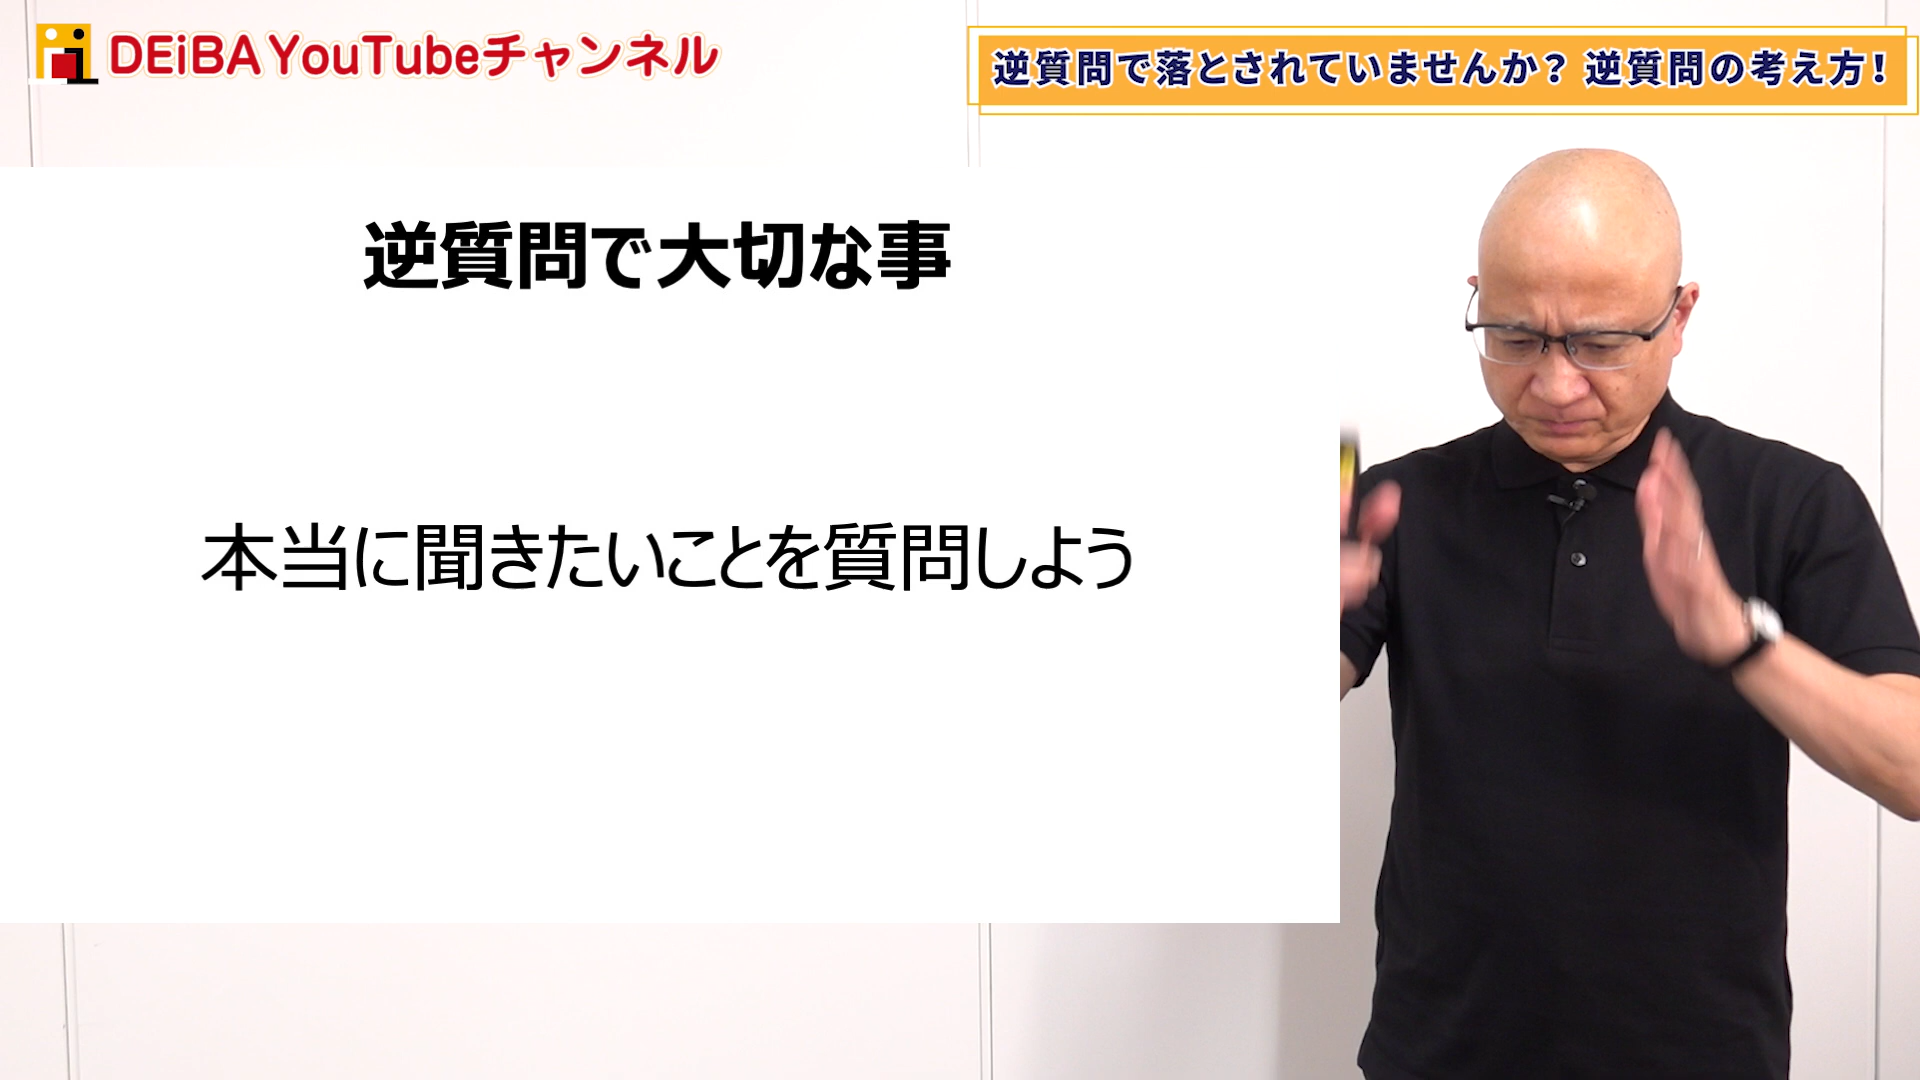 DEiBA YouTubeチャンネル
逆質問で落とされていませんか？ 逆質問の考え方！
逆質問で大切な事
本当に聞きたいことを質問しよう